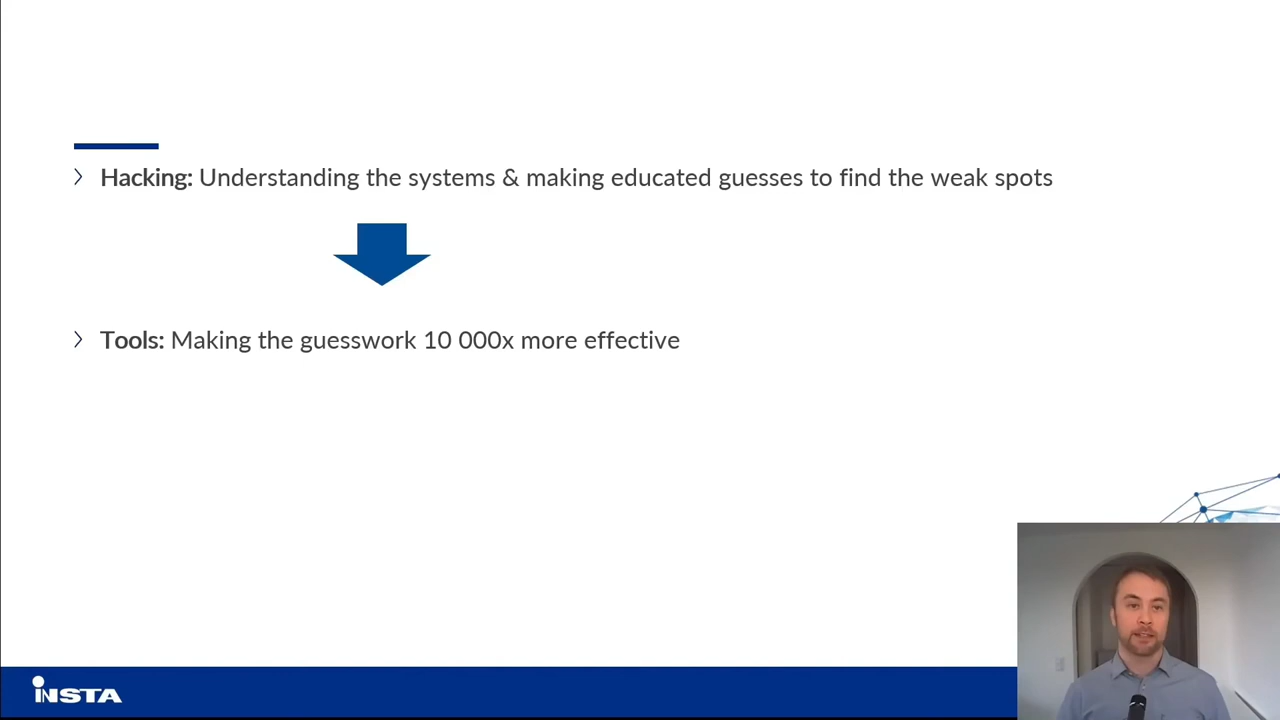 Hacking: Understanding the systems & making educated guesses to find the weak spots
Tools: Making the guesswork 10 000x more effective
INSTA